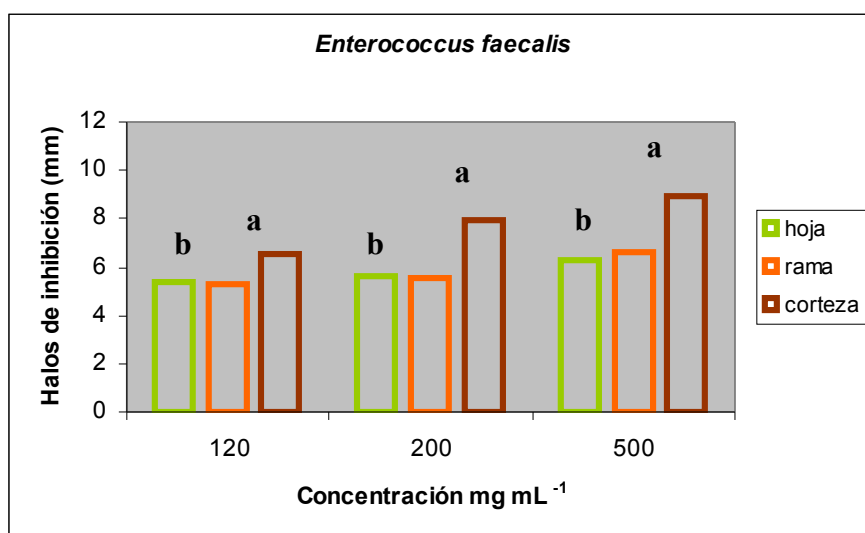 Enterococcus faecalis
Halos de inhibición (mm)
12
10
8
6
4
2
0
b a
b a
b a
120 200 500
Concentración mg mL -1
hoja
rama
corteza